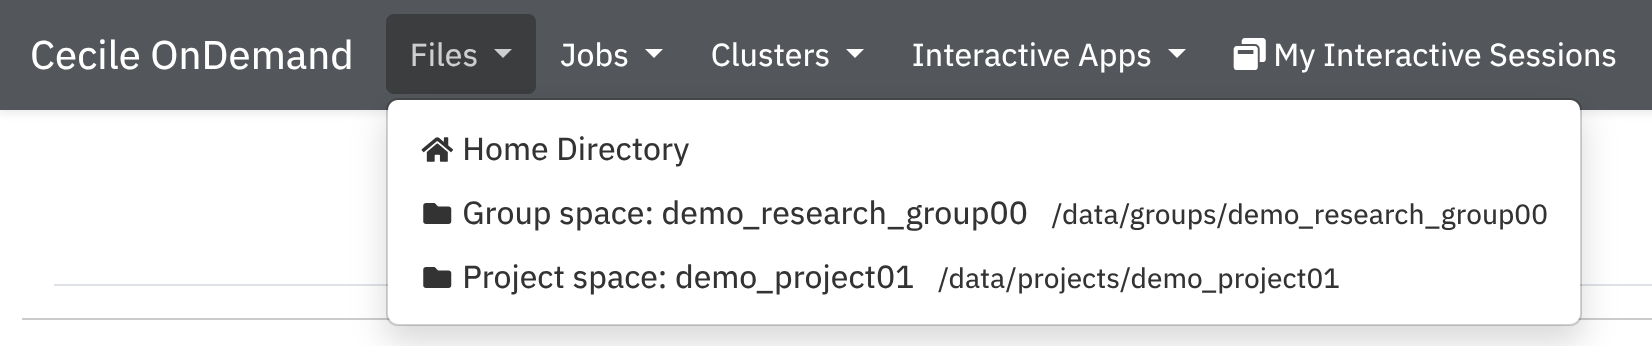 Cecile OnDemand Files Jobs Clusters Interactive Apps My Interactive Sessions
Home Directory
Group space: demo_research_group00 /data/groups/demo_research_group00
Project space: demo_project01 /data/projects/demo_project01